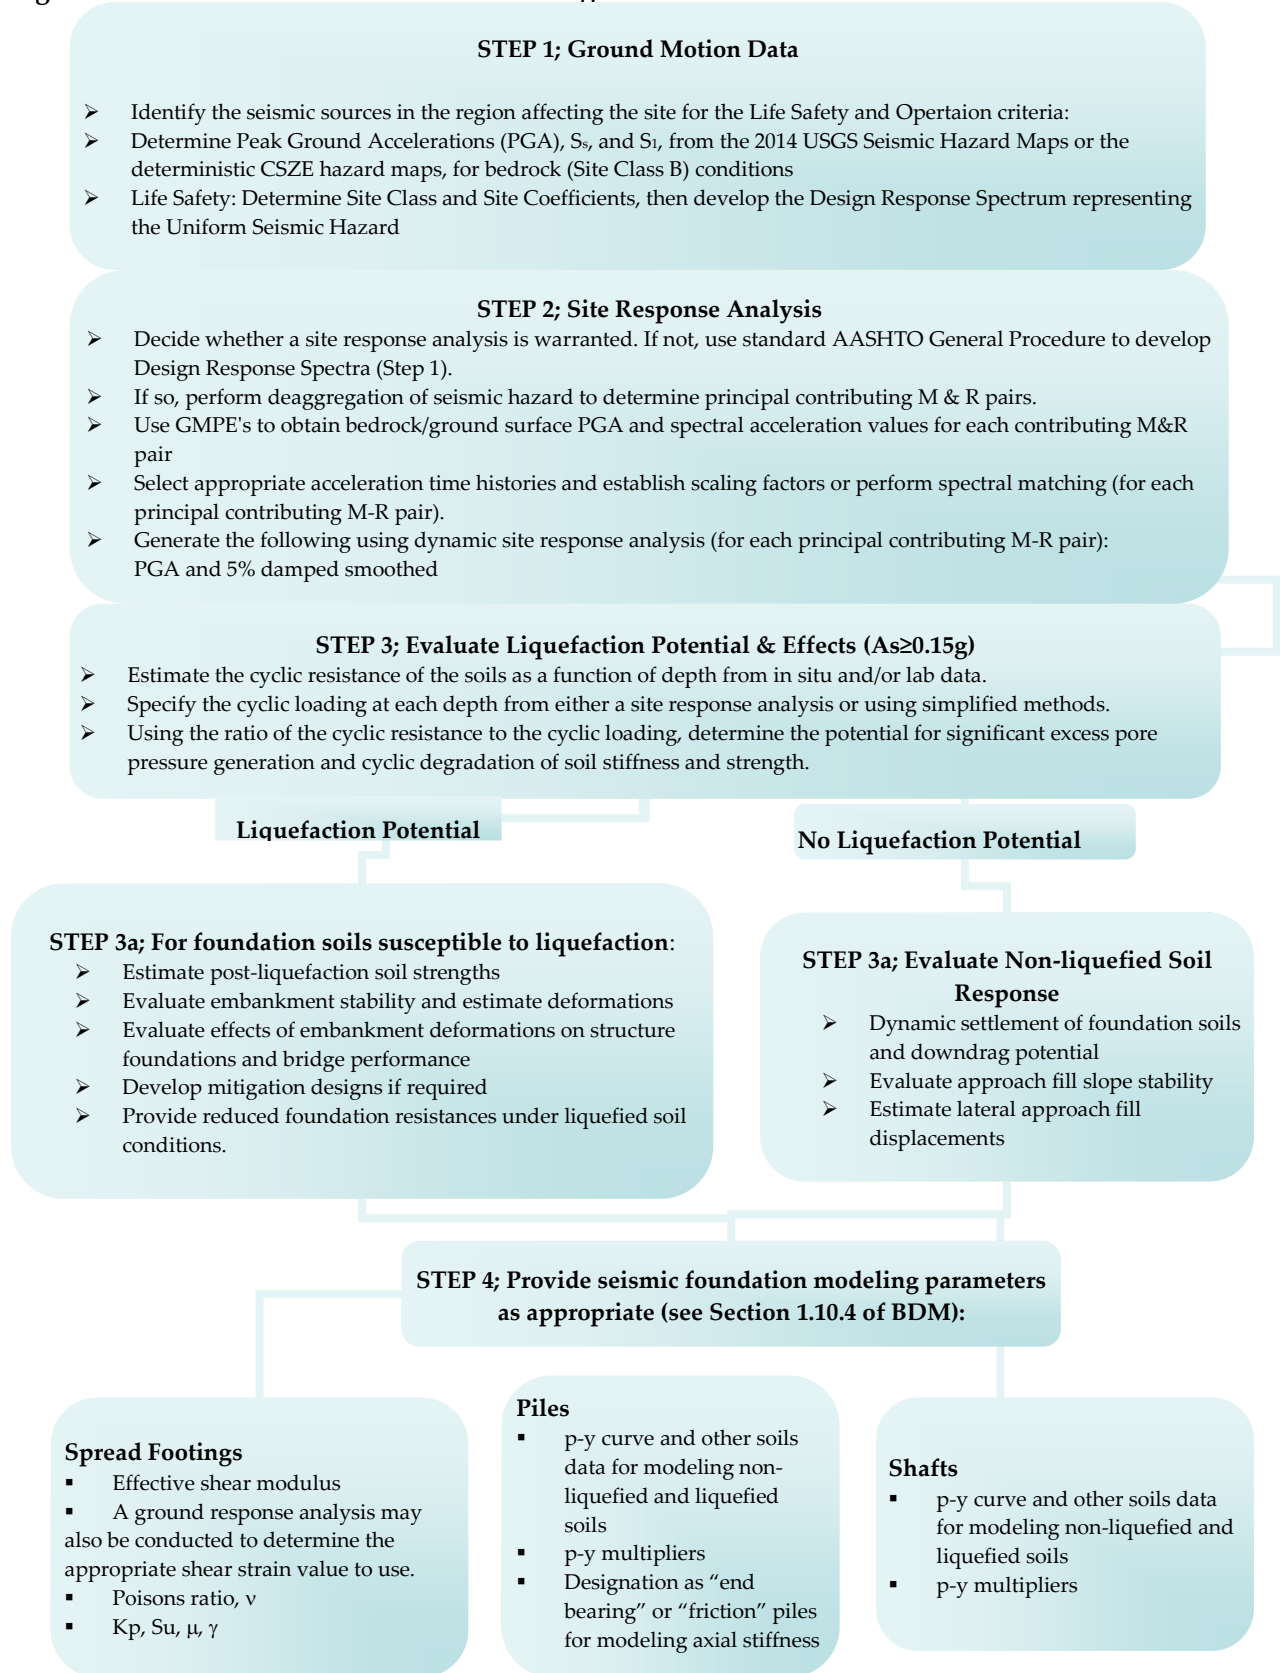 STEP 1; Ground Motion Data
➢ Identify the seismic sources in the region affecting the site for the Life Safety and Opertaion criteria:
➢ Determine Peak Ground Accelerations (PGA), Ss, and S1, from the 2014 USGS Seismic Hazard Maps or the
deterministic CSZE hazard maps, for bedrock (Site Class B) conditions
➢ Life Safety: Determine Site Class and Site Coefficients, then develop the Design Response Spectrum representing
the Uniform Seismic Hazard
STEP 2; Site Response Analysis
➢ Decide whether a site response analysis is warranted. If not, use standard AASHTO General Procedure to develop
Design Response Spectra (Step 1).
➢ If so, perform deaggregation of seismic hazard to determine principal contributing M & R pairs.
➢ Use GMPE's to obtain bedrock/ground surface PGA and spectral acceleration values for each contributing M&R
pair
➢ Select appropriate acceleration time histories and establish scaling factors or perform spectral matching (for each
principal contributing M-R pair).
➢ Generate the following using dynamic site response analysis (for each principal contributing M-R pair):
PGA and 5% damped smoothed
STEP 3; Evaluate Liquefaction Potential & Effects (As≥0.15g)
➢ Estimate the cyclic resistance of the soils as a function of depth from in situ and/or lab data.
➢ Specify the cyclic loading at each depth from either a site response analysis or using simplified methods.
➢ Using the ratio of the cyclic resistance to the cyclic loading, determine the potential for significant excess pore
pressure generation and cyclic degradation of soil stiffness and strength.
Liquefaction Potential
No Liquefaction Potential
STEP 3a; For foundation soils susceptible to liquefaction:
➢ Estimate post-liquefaction soil strengths
➢ Evaluate embankment stability and estimate deformations
➢ Evaluate effects of embankment deformations on structure
foundations and bridge performance
➢ Develop mitigation designs if required
➢ Provide reduced foundation resistances under liquefied soil
conditions.
STEP 3a; Evaluate Non-liquefied Soil
Response
➢ Dynamic settlement of foundation soils
and downdrag potential
➢ Evaluate approach fill slope stability
➢ Estimate lateral approach fill
displacements
STEP 4; Provide seismic foundation modeling parameters
as appropriate (see Section 1.10.4 of BDM):
Spread Footings
▪ Effective shear modulus
▪ A ground response analysis may
also be conducted to determine the
appropriate shear strain value to use.
▪ Poisons ratio, ν
▪ Kp, Su, μ, γ
Piles
▪ p-y curve and other soils
data for modeling non-
liquefied and liquefied
soils
▪ p-y multipliers
▪ Designation as “end
bearing” or “friction” piles
for modeling axial stiffness
Shafts
▪ p-y curve and other soils data
for modeling non-liquefied and
liquefied soils
▪ p-y multipliers